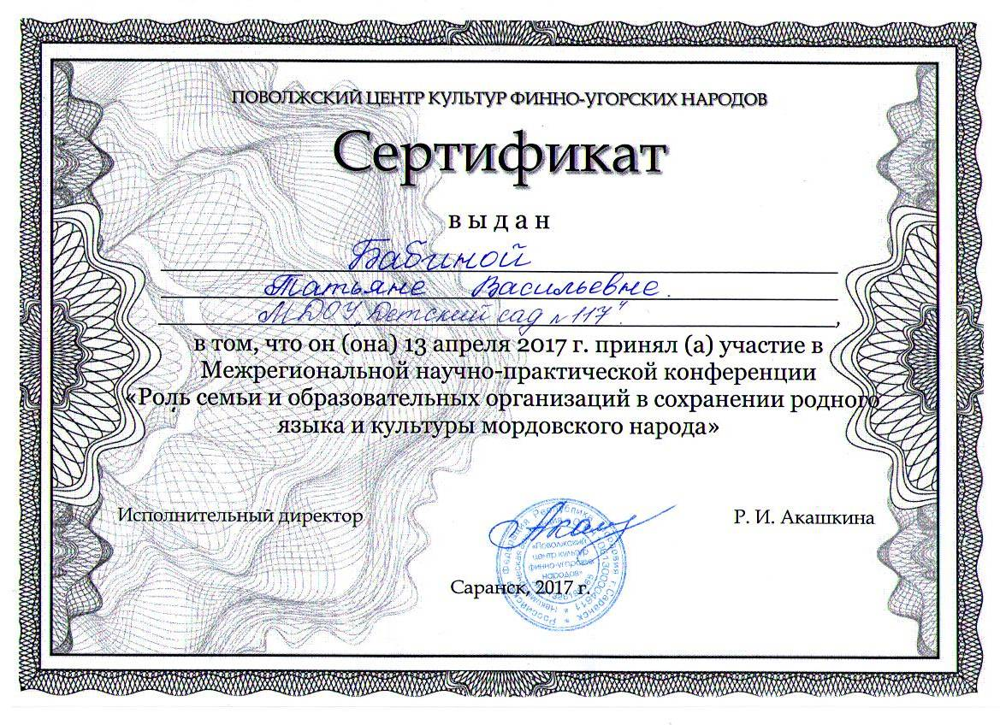 ПОВОЛЖСКИЙ ЦЕНТР КУЛЬТУР ФИННО-УГОРСКИХ НАРОДОВ
Сертификат
выдан
Бабиной
Татьяне Васильевне.
МДОУ „Детский сад №117".
,
в том, что он (она) 13 апреля 2017 г. принял (а) участие в
Межрегиональной научно-практической конференции
«Роль семьи и образовательных организаций в сохранении родного
языка и культуры мордовского народа»
Исполнительный директор
Р. И. Акашкина
«Поволжский
центр культур
финно-угорских
народов»
Саранск, 2017 г.